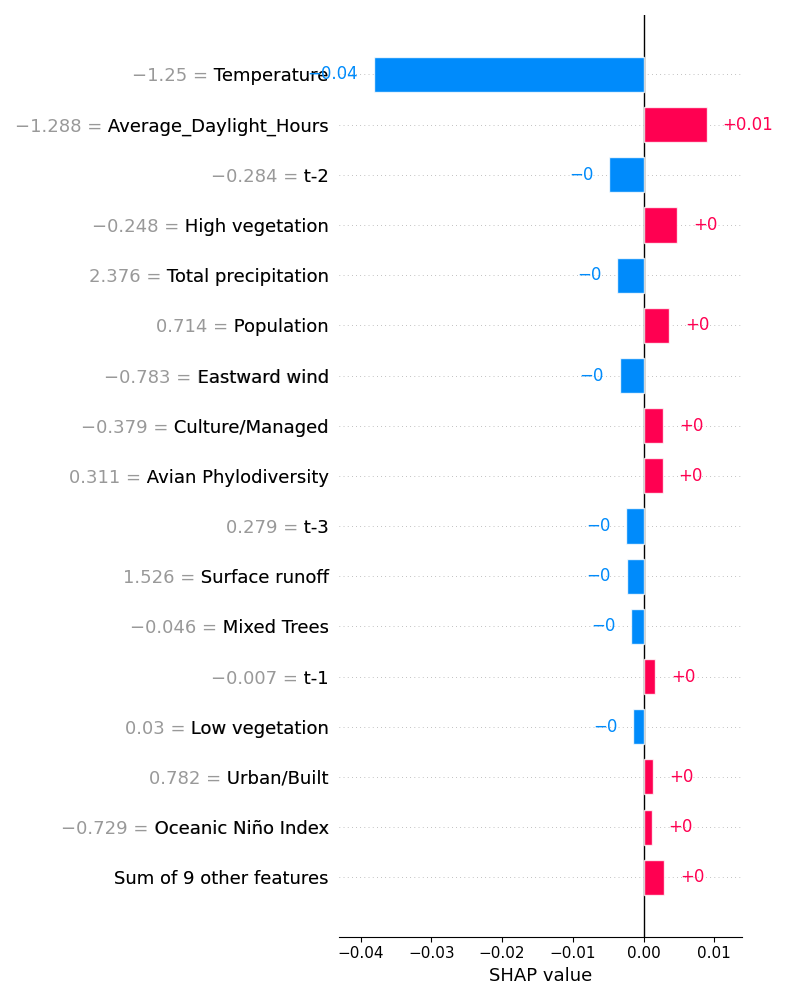 −1.25 = Temperature −0.04
−1.288 = Average_Daylight_Hours +0.01
−0.284 = t-2 −0
−0.248 = High vegetation +0
2.376 = Total precipitation −0
0.714 = Population +0
−0.783 = Eastward wind −0
−0.379 = Culture/Managed +0
0.311 = Avian Phylodiversity +0
0.279 = t-3 −0
1.526 = Surface runoff −0
−0.046 = Mixed Trees −0
−0.007 = t-1 +0
0.03 = Low vegetation −0
0.782 = Urban/Built +0
−0.729 = Oceanic Niño Index +0
Sum of 9 other features +0
−0.04 −0.03 −0.02 −0.01 0.00 0.01
SHAP value